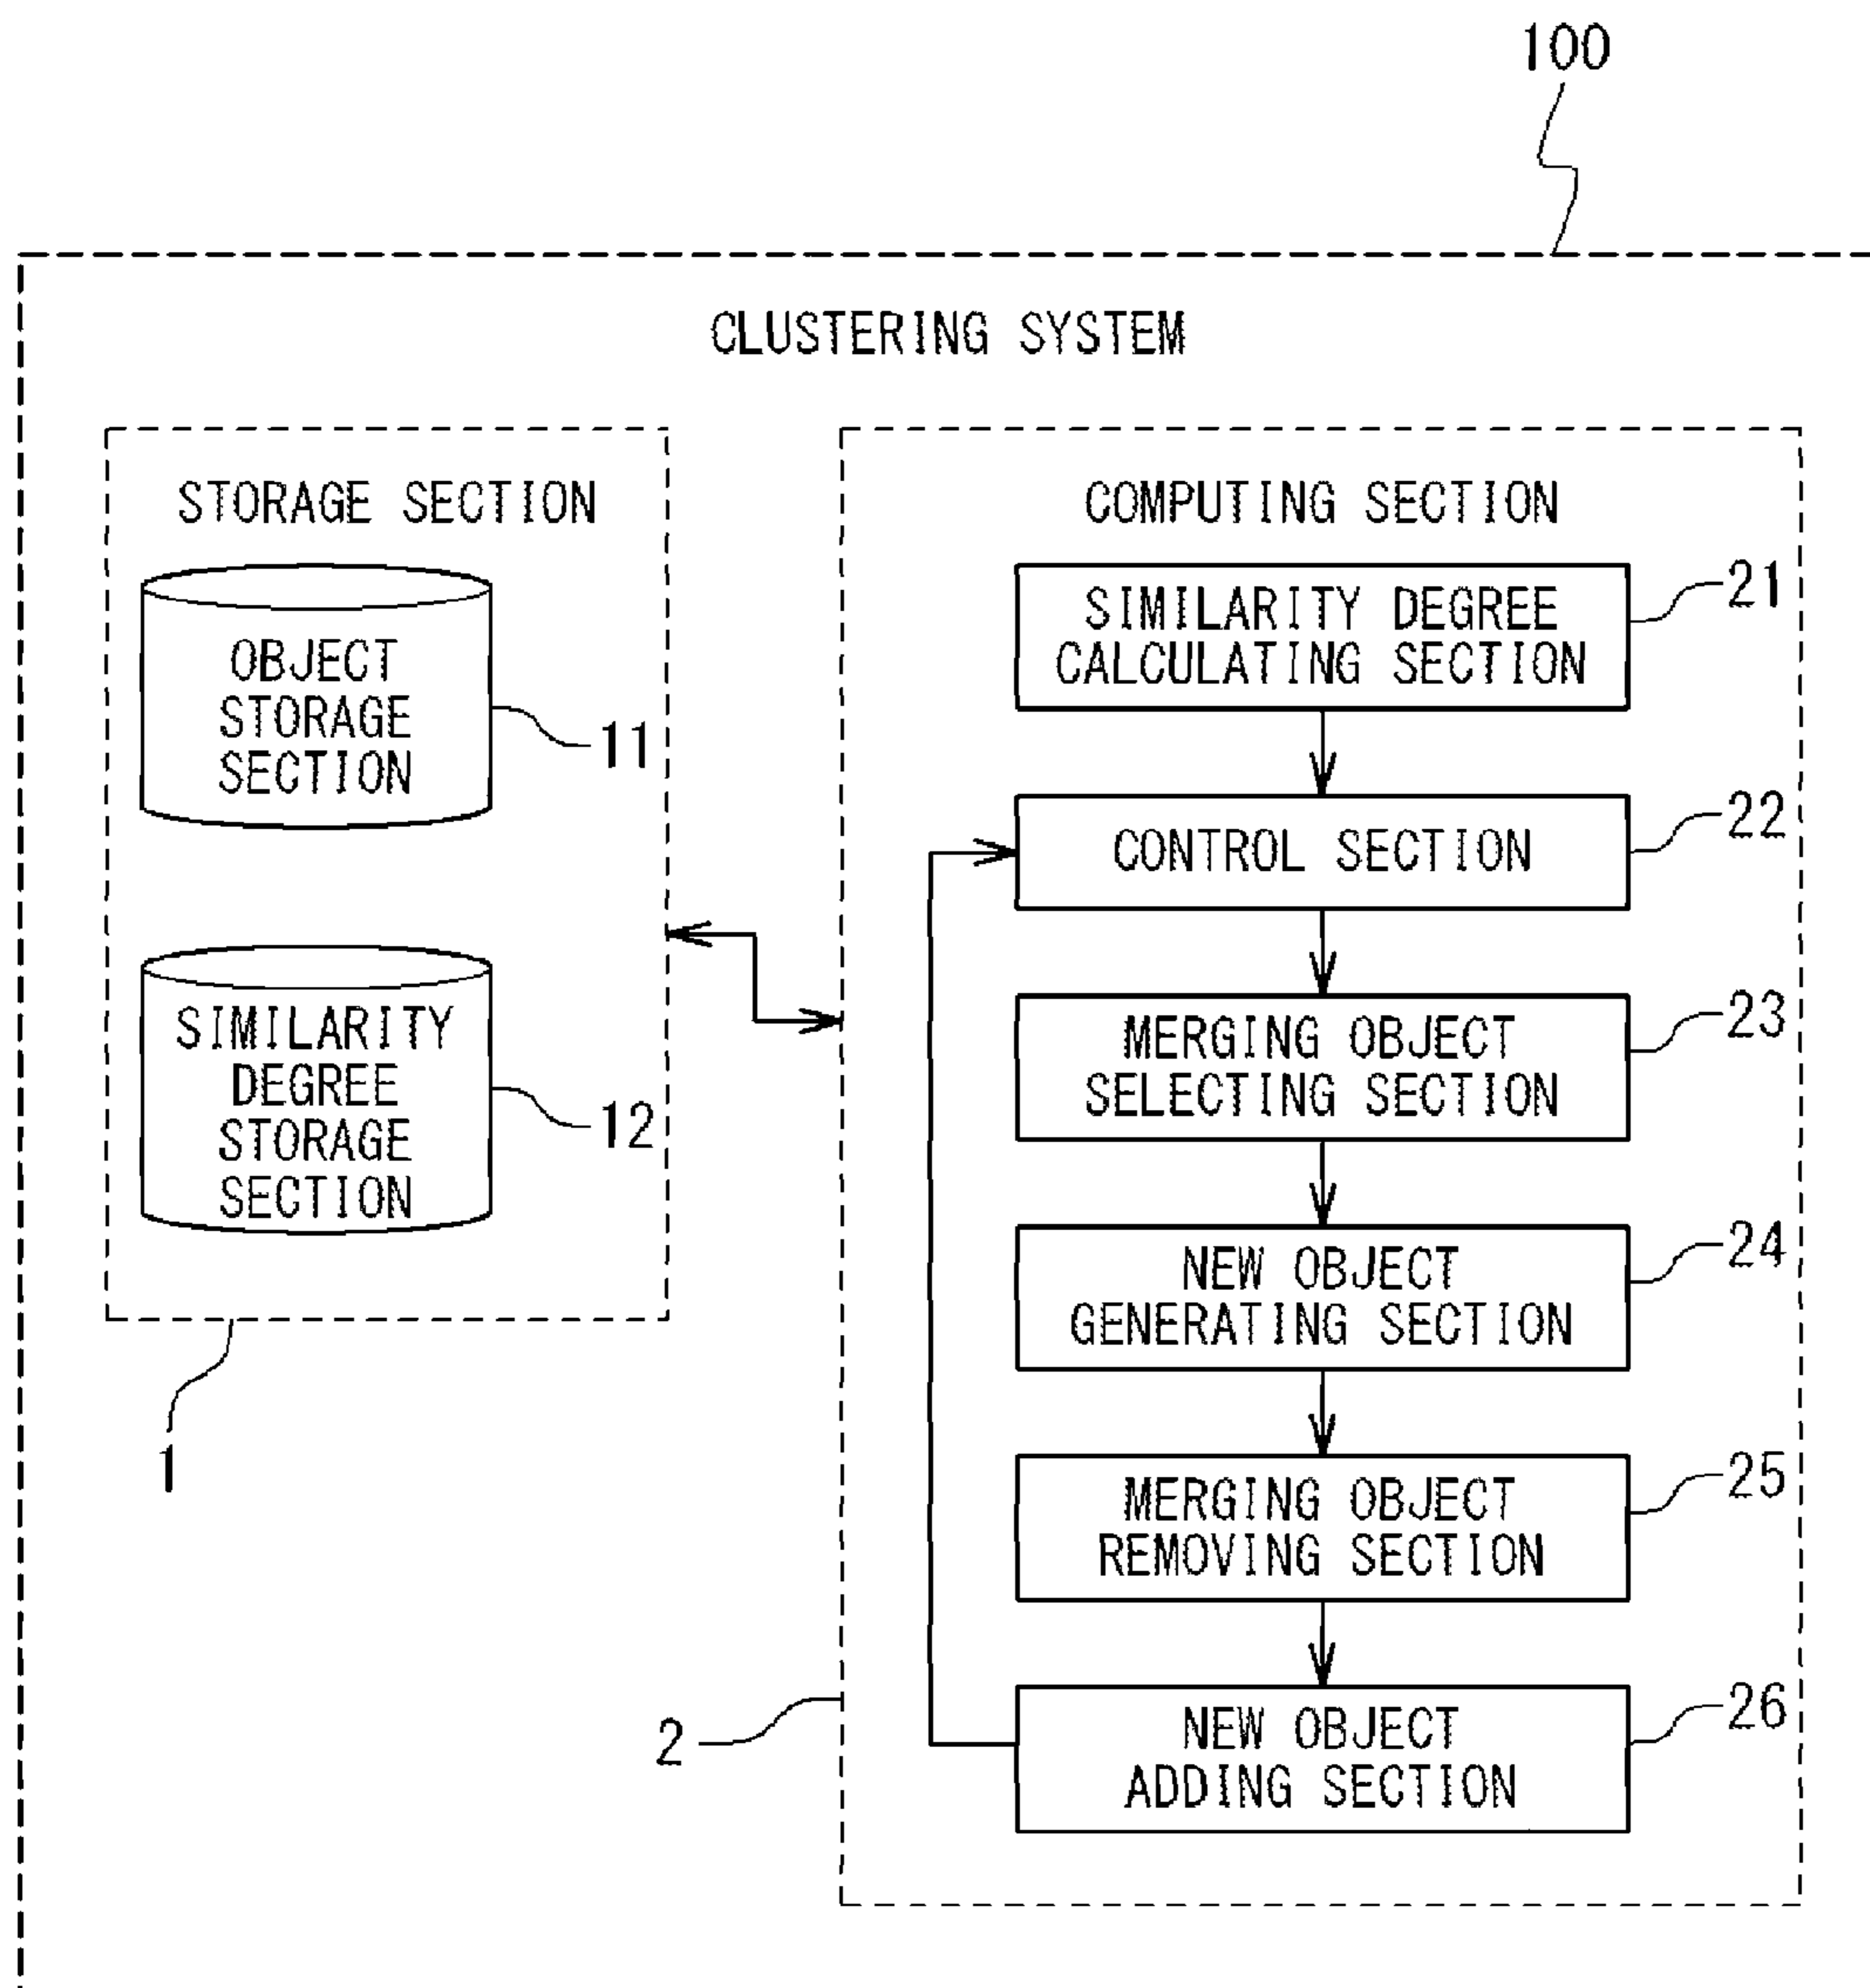 100
CLUSTERING SYSTEM
STORAGE SECTION
OBJECT
STORAGE
SECTION
11
SIMILARITY
DEGREE
STORAGE
SECTION
12
1
COMPUTING SECTION
SIMILARITY DEGREE
CALCULATING SECTION
21
CONTROL SECTION
22
MERGING OBJECT
SELECTING SECTION
23
NEW OBJECT
GENERATING SECTION
24
MERGING OBJECT
REMOVING SECTION
25
NEW OBJECT
ADDING SECTION
26
2